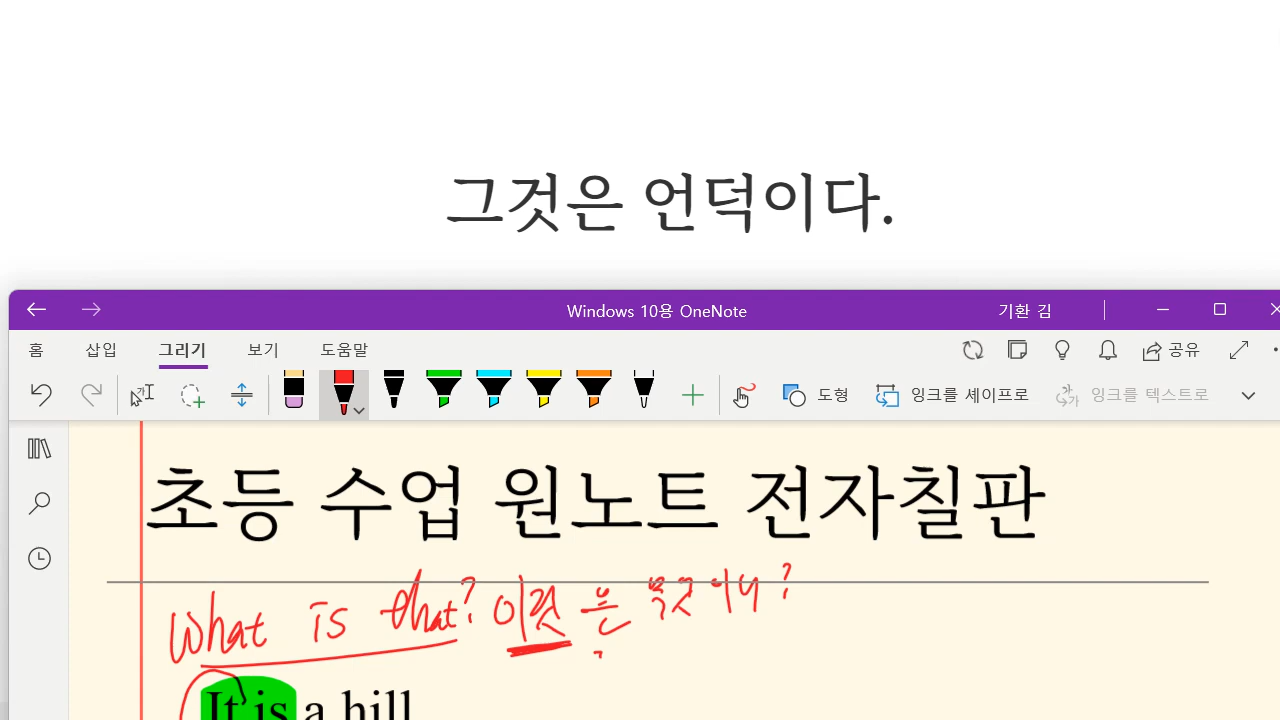 그것은 언덕이다.
Windows 10용 OneNote
기환 김
홈 삽입 그리기 보기 도움말 공유
가 도형 잉크를 셰이프로 가 잉크를 텍스트로
초등 수업 원노트 전자칠판
What is that? 이것은 무엇이니?
It is a hill